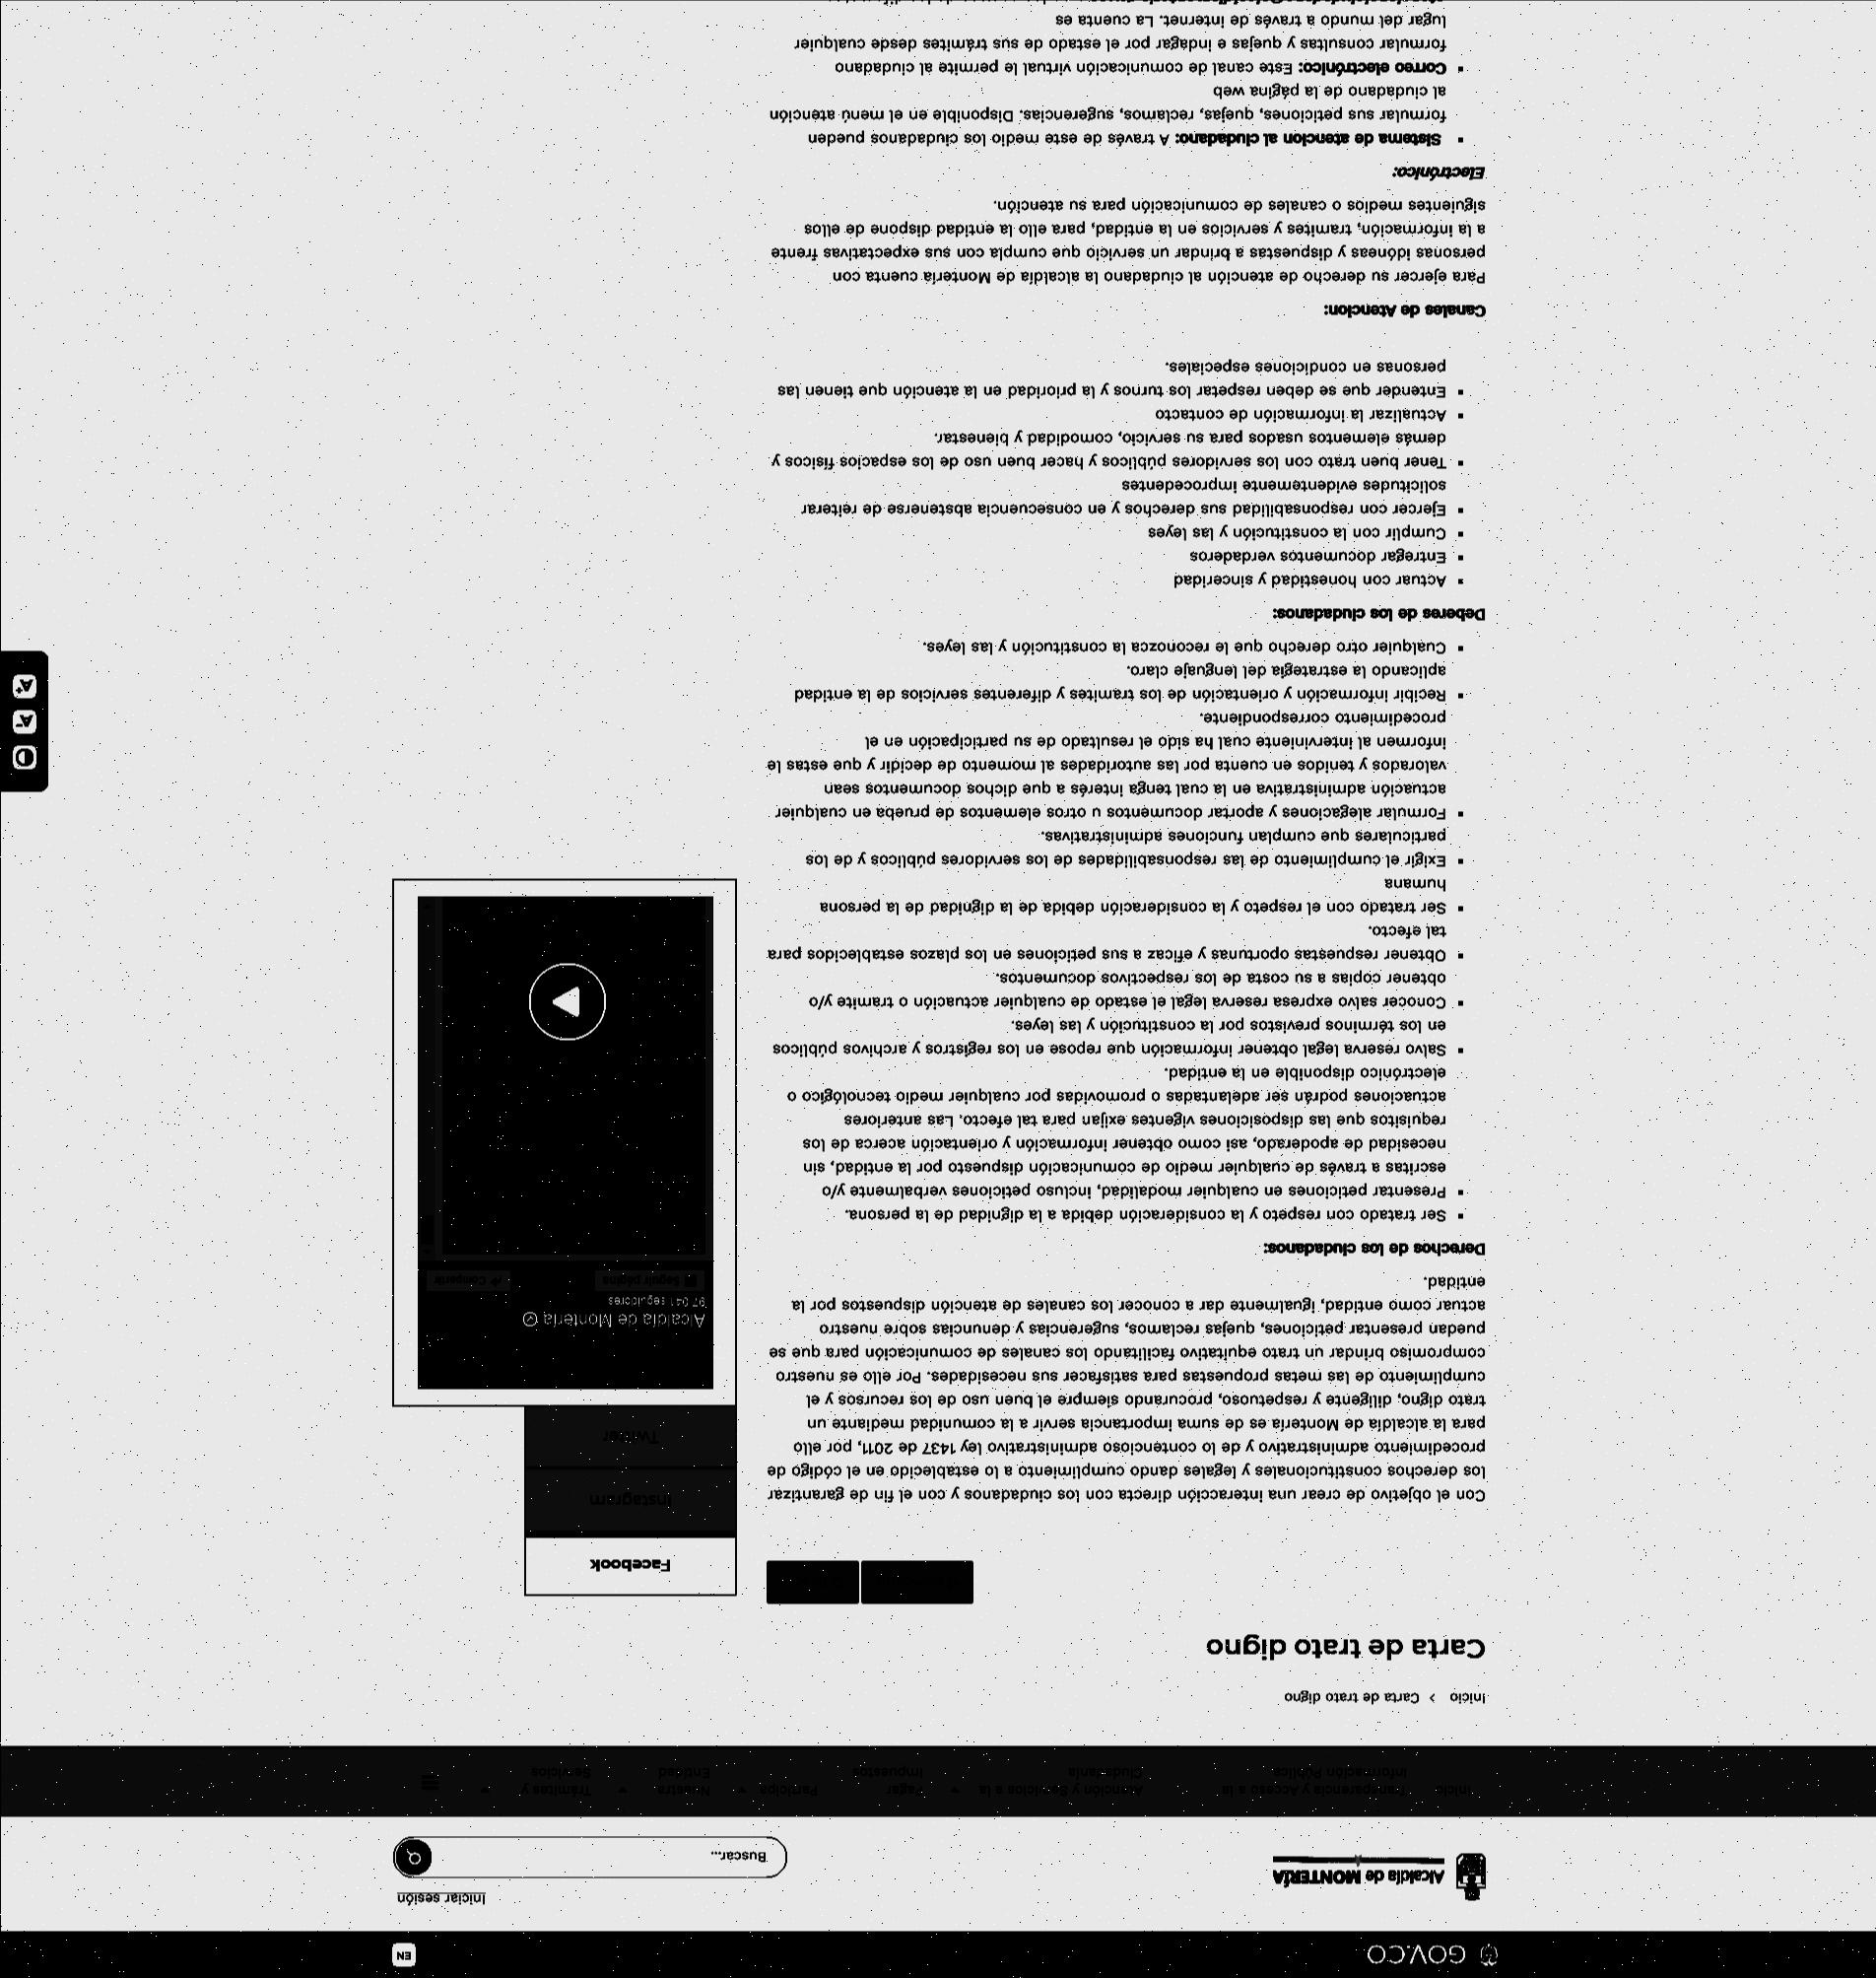 GOV.CO
EN
Alcaldía de MONTERÍA
Iniciar sesión
Buscar...
Inicio
Transparencia y Acceso a la
Información Pública
Atención y Servicios a la
Ciudadanía
Pagar
Impuestos
Participa
Nuestra
Entidad
Trámites y
Servicios
Inicio > Carta de trato digno
Carta de trato digno
Con el objetivo de crear una interacción directa con los ciudadanos y con el fin de garantizar
los derechos constitucionales y legales dando cumplimiento a lo establecido en el código de
procedimiento administrativo y de lo contencioso administrativo ley 1437 de 2011, por ello
para la alcaldía de Montería es de suma importancia servir a la comunidad mediante un
trato digno, diligente y respetuoso, procurando siempre el buen uso de los recursos y el
cumplimiento de las metas propuestas para satisfacer sus necesidades. Por ello es nuestro
compromiso brindar un trato equitativo facilitando los canales de comunicación para que se
puedan presentar peticiones, quejas reclamos, sugerencias y denuncias sobre nuestro
actuar como entidad, igualmente dar a conocer los canales de atención dispuestos por la
entidad.
Derechos de los ciudadanos:
▪ Ser tratado con respeto y la consideración debida a la dignidad de la persona.
▪ Presentar peticiones en cualquier modalidad, incluso peticiones verbalmente y/o
escritas a través de cualquier medio de comunicación dispuesto por la entidad, sin
necesidad de apoderado, así como obtener información y orientación acerca de los
requisitos que las disposiciones vigentes exijan para tal efecto. Las anteriores
actuaciones podrán ser adelantadas o promovidas por cualquier medio tecnológico o
electrónico disponible en la entidad.
▪ Salvo reserva legal obtener información que repose en los registros y archivos públicos
en los términos previstos por la constitución y las leyes.
▪ Conocer salvo expresa reserva legal el estado de cualquier actuación o tramite y/o
obtener copias a su costa de los respectivos documentos.
▪ Obtener respuestas oportunas y eficaz a sus peticiones en los plazos establecidos para
tal efecto.
▪ Ser tratado con el respeto y la consideración debida de la dignidad de la persona
humana
▪ Exigir el cumplimiento de las responsabilidades de los servidores públicos y de los
particulares que cumplan funciones administrativas.
▪ Formular alegaciones y aportar documentos u otros elementos de prueba en cualquier
actuación administrativa en la cual tenga interés a que dichos documentos sean
valorados y tenidos en cuenta por las autoridades al momento de decidir y que estas le
informen al interviniente cual ha sido el resultado de su participación en el
procedimiento correspondiente.
▪ Recibir información y orientación de los tramites y diferentes servicios de la entidad
aplicando la estrategia del lenguaje claro.
▪ Cualquier otro derecho que le reconozca la constitución y las leyes.
Deberes de los ciudadanos:
▪ Actuar con honestidad y sinceridad
▪ Entregar documentos verdaderos
▪ Cumplir con la constitución y las leyes
▪ Ejercer con responsabilidad sus derechos y en consecuencia abstenerse de reiterar
solicitudes evidentemente improcedentes
▪ Tener buen trato con los servidores públicos y hacer buen uso de los espacios físicos y
demás elementos usados para su servicio, comodidad y bienestar.
▪ Actualizar la información de contacto
▪ Entender que se deben respetar los turnos y la prioridad en la atención que tienen las
personas en condiciones especiales.
Canales de Atencion:
Para ejercer su derecho de atención al ciudadano la alcaldía de Montería cuenta con
personas idóneas y dispuestas a brindar un servicio que cumpla con sus expectativas frente
a la información, tramites y servicios en la entidad, para ello la entidad dispone de ellos
siguientes medios o canales de comunicación para su atención.
Electrónico:
▪ Sistema de atencion al ciudadano: A través de este medio los ciudadanos pueden
formular sus peticiones, quejas, reclamos, sugerencias. Disponible en el menú atención
al ciudadano de la página web
▪ Correo electrónico: Este canal de comunicación virtual le permite al ciudadano
formular consultas y quejas e indagar por el estado de sus trámites desde cualquier
lugar del mundo a través de internet. La cuenta es
Facebook
Instagram
Twitter
Alcaldía de Montería
97 041 seguidores
Seguir página
Compartir
A-
A+